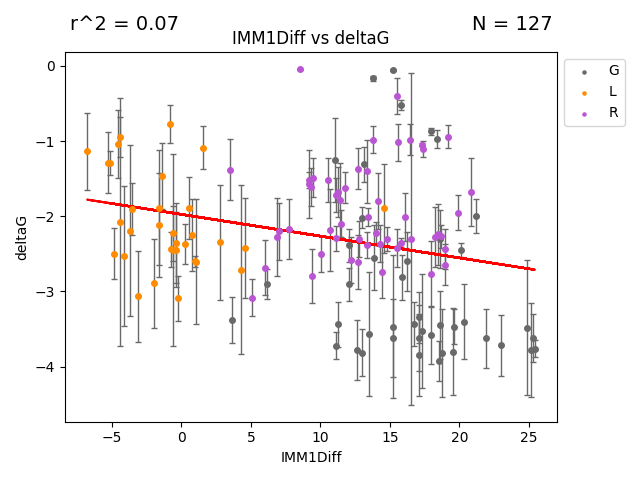 r^2 = 0.07
N = 127
IMM1Diff vs deltaG
G
L
R
deltaG
0
−1
−2
−3
−4
−5
0
5
10
15
20
25
IMM1Diff